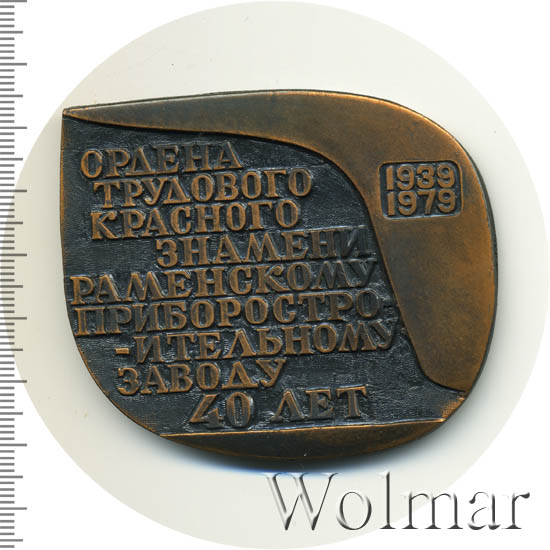 ОРДЕНА
ТРУДОВОГО
КРАСНОГО
ЗНАМЕНИ
РАМЕНСКОМУ
ПРИБОРОСТРО
-ИТЕЛЬНОМУ
ЗАВОДУ
40 ЛЕТ
1939
1979
Wolmar